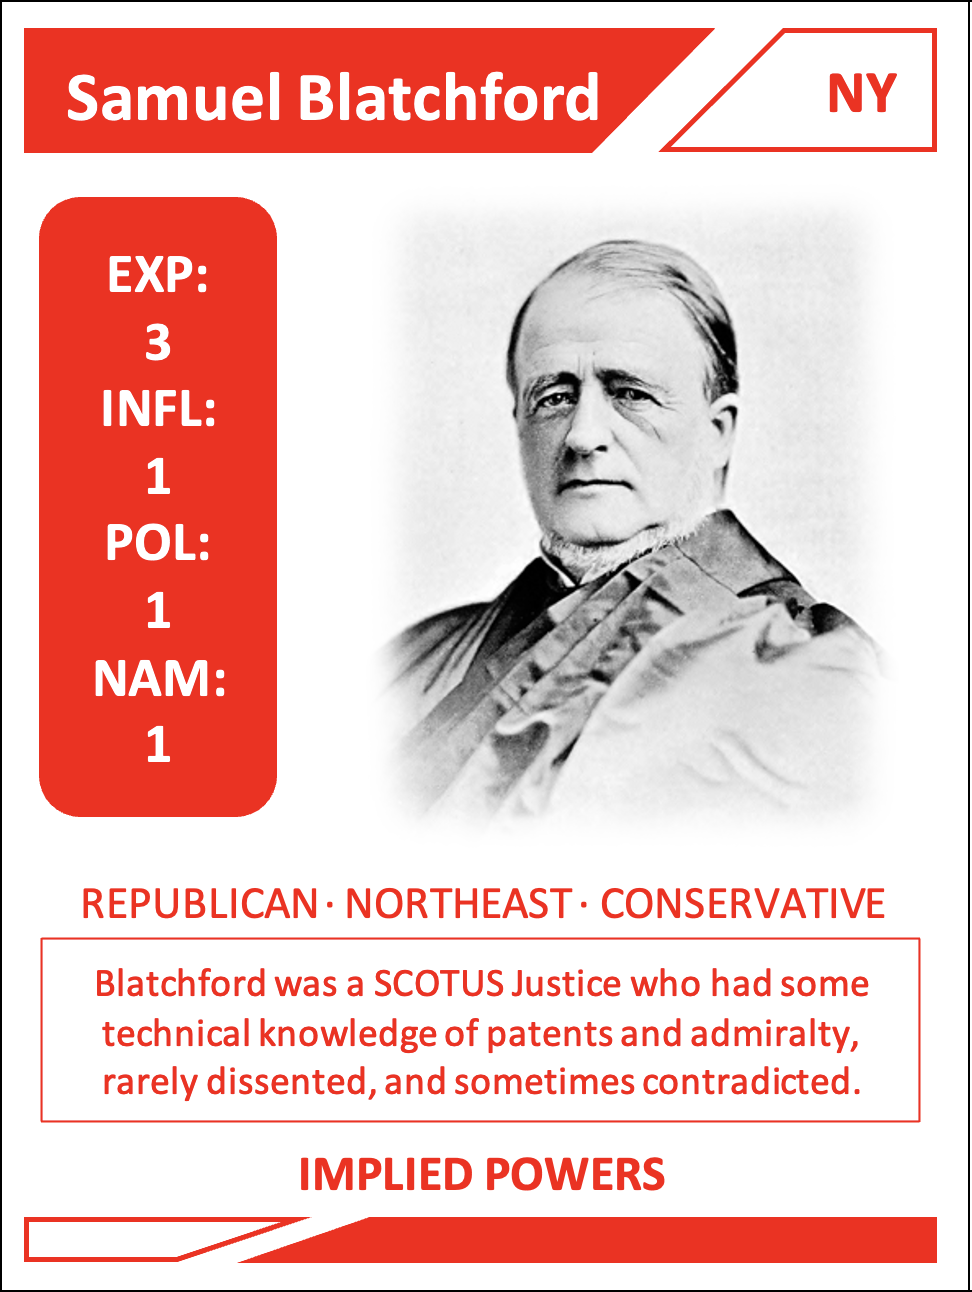 Samuel Blatchford
NY
EXP:
3
INFL:
1
POL:
1
NAM:
1
REPUBLICAN · NORTHEAST · CONSERVATIVE
Blatchford was a SCOTUS Justice who had some
technical knowledge of patents and admiralty,
rarely dissented, and sometimes contradicted.
IMPLIED POWERS